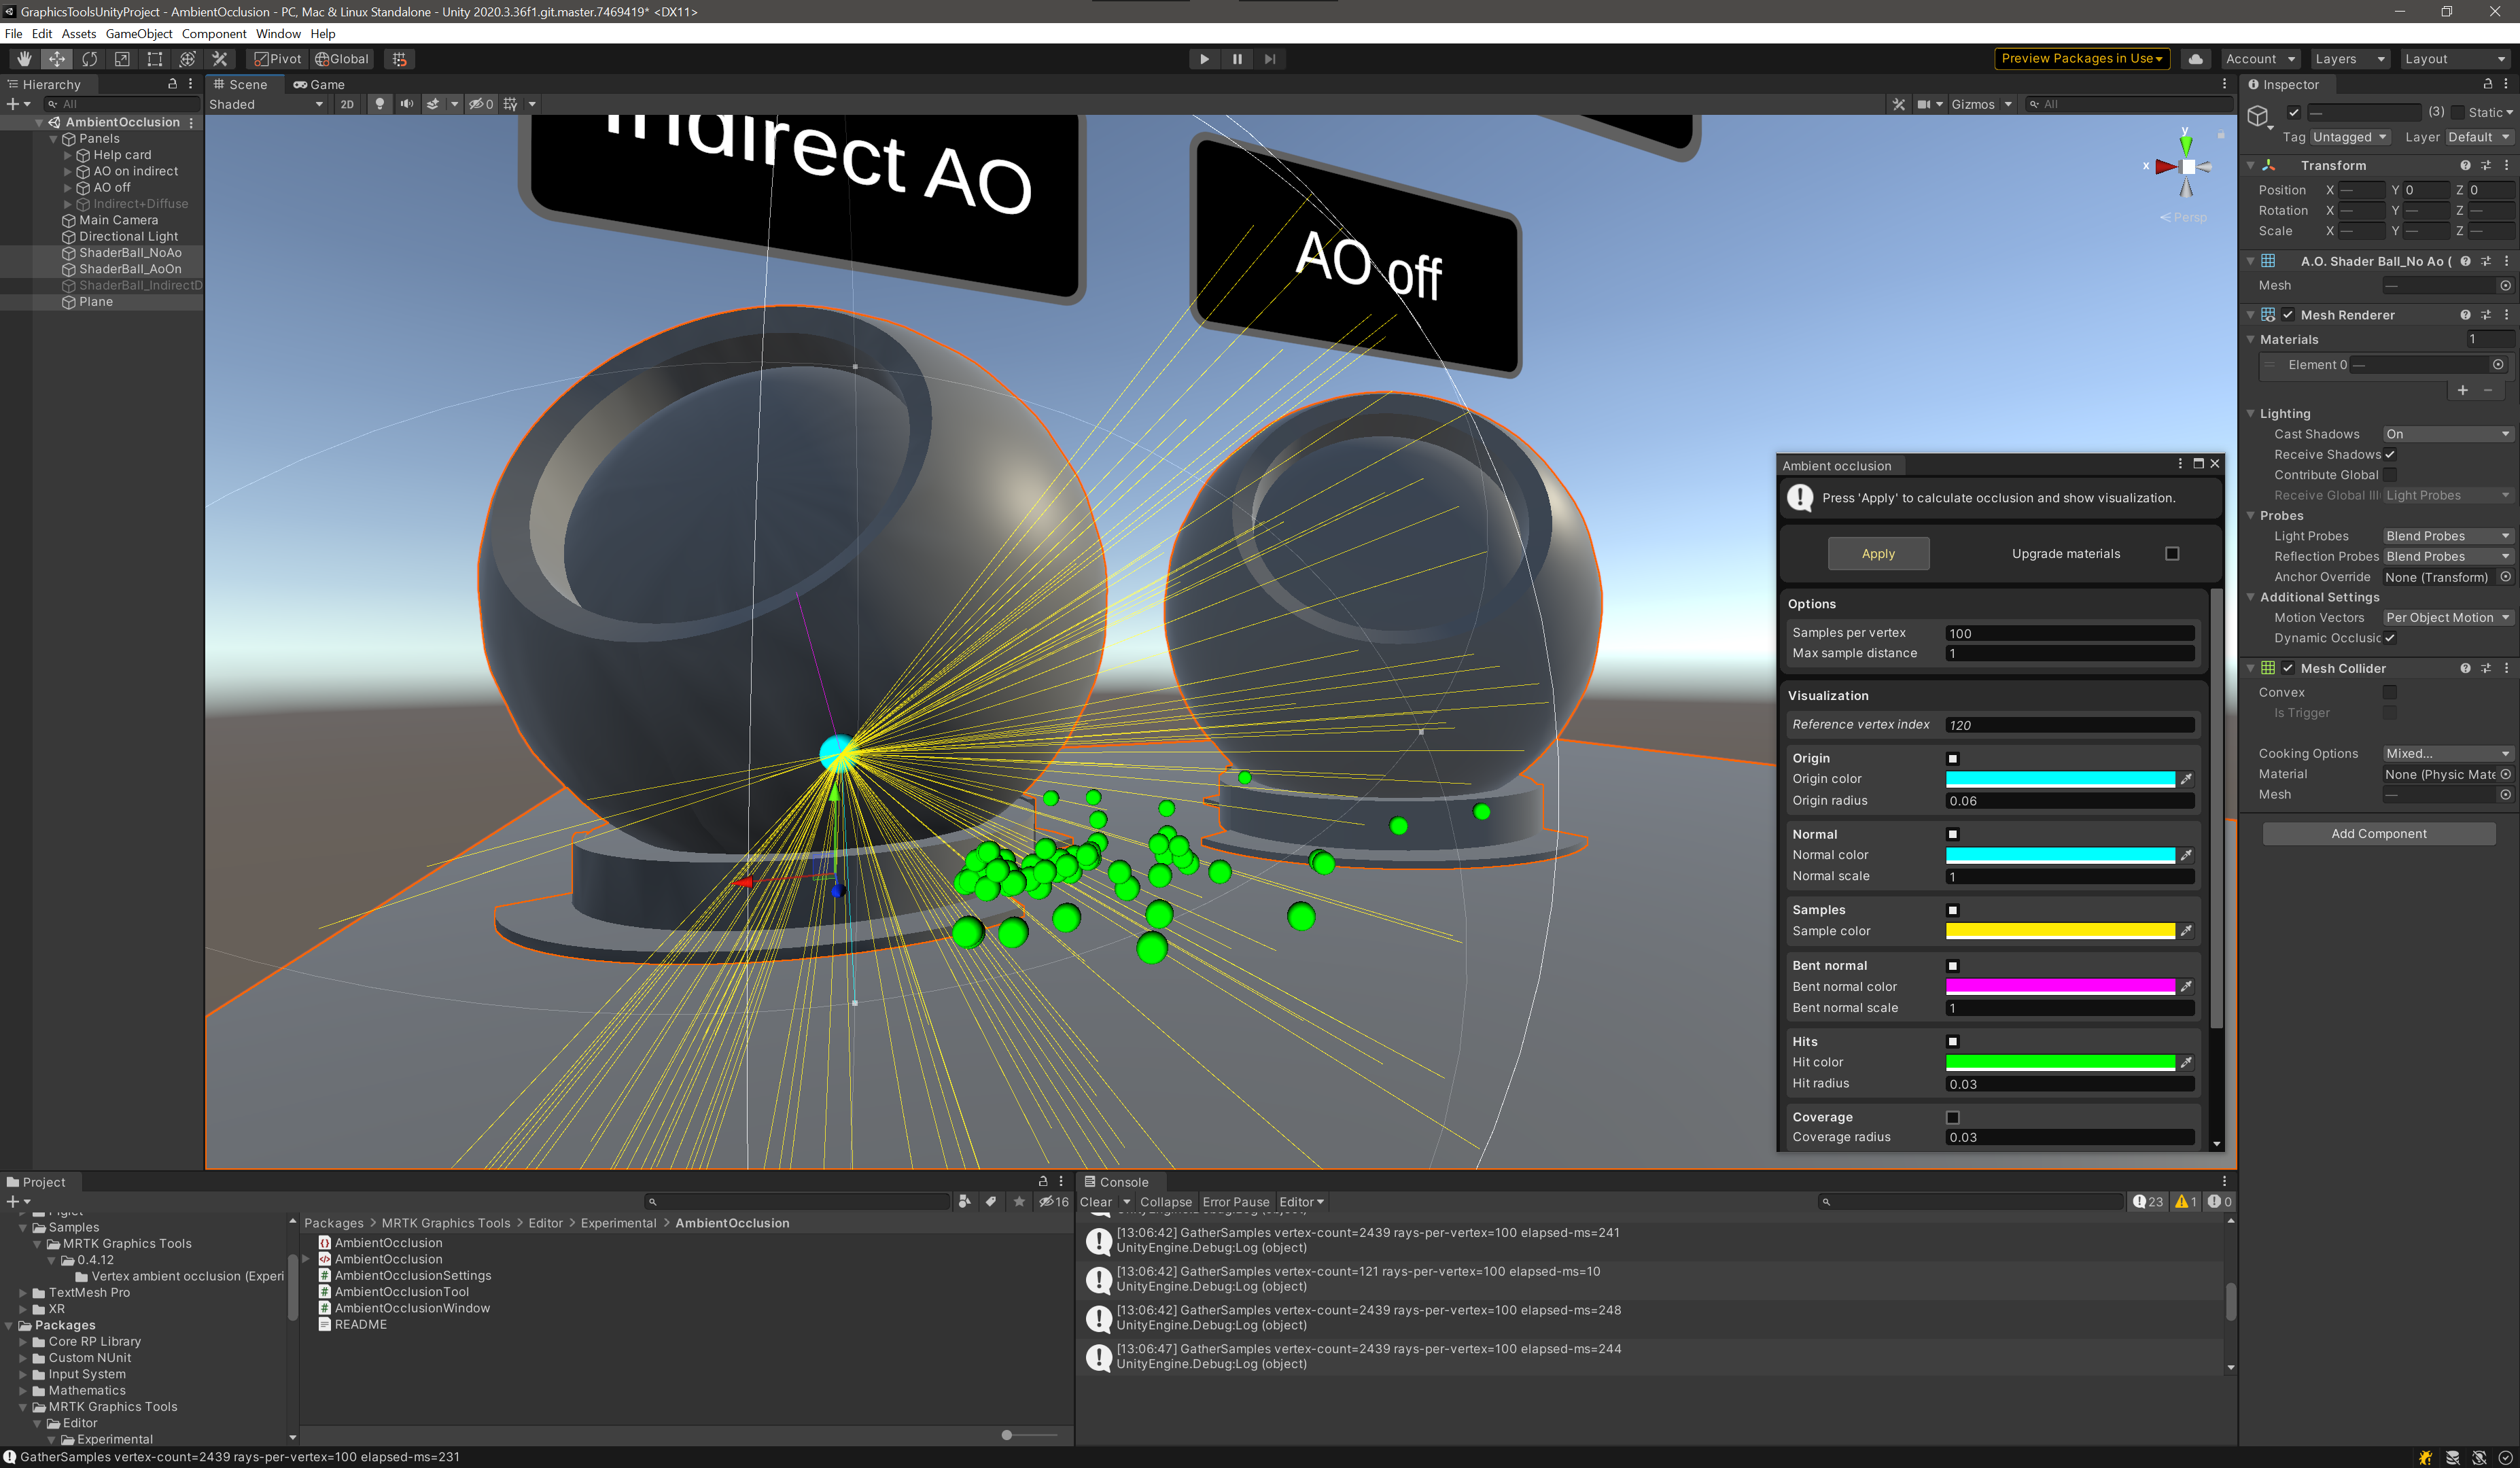 GraphicsToolsUnityProject - AmbientOcclusion - PC, Mac & Linux Standalone - Unity 2020.3.36f1.git.master.7469419* <DX11>
File Edit Assets GameObject Component Window Help
Pivot Global
Preview Packages in Use
Account Layers Layout
Hierarchy
All
AmbientOcclusion
Panels
Help card
AO on indirect
AO off
Indirect+Diffuse
Main Camera
Directional Light
ShaderBall_NoAo
ShaderBall_AoOn
ShaderBall_IndirectD
Plane
Scene Game
Shaded 2D 0 Gizmos All
Indirect AO
AO off
y
x
Persp
Ambient occlusion
Press 'Apply' to calculate occlusion and show visualization.
Apply Upgrade materials
Options
Samples per vertex 100
Max sample distance 1
Visualization
Reference vertex index 120
Origin
Origin color
Origin radius 0.06
Normal
Normal color
Normal scale 1
Samples
Sample color
Bent normal
Bent normal color
Bent normal scale 1
Hits
Hit color
Hit radius 0.03
Coverage
Coverage radius 0.03
Inspector
— (3) Static
Tag Untagged Layer Default
Transform
Position X — Y 0 Z 0
Rotation X — Y — Z —
Scale X — Y — Z —
A.O. Shader Ball_No Ao (
Mesh —
Mesh Renderer
Materials 1
Element 0 —
Lighting
Cast Shadows On
Receive Shadows
Contribute Global
Receive Global Ill Light Probes
Probes
Light Probes Blend Probes
Reflection Probes Blend Probes
Anchor Override None (Transform)
Additional Settings
Motion Vectors Per Object Motion
Dynamic Occlusic
Mesh Collider
Convex
Is Trigger
Cooking Options Mixed...
Material None (Physic Mate
Mesh —
Add Component
Project
16
Samples
MRTK Graphics Tools
0.4.12
Vertex ambient occlusion (Experi
TextMesh Pro
XR
Packages
Core RP Library
Custom NUnit
Input System
Mathematics
MRTK Graphics Tools
Editor
Experimental
Packages > MRTK Graphics Tools > Editor > Experimental > AmbientOcclusion
AmbientOcclusion
AmbientOcclusion
AmbientOcclusionSettings
AmbientOcclusionTool
AmbientOcclusionWindow
README
Console
Clear Collapse Error Pause Editor 23 1 0
UnityEngine.Debug:Log (object)
[13:06:42] GatherSamples vertex-count=2439 rays-per-vertex=100 elapsed-ms=241
UnityEngine.Debug:Log (object)
[13:06:42] GatherSamples vertex-count=121 rays-per-vertex=100 elapsed-ms=10
UnityEngine.Debug:Log (object)
[13:06:42] GatherSamples vertex-count=2439 rays-per-vertex=100 elapsed-ms=248
UnityEngine.Debug:Log (object)
[13:06:47] GatherSamples vertex-count=2439 rays-per-vertex=100 elapsed-ms=244
UnityEngine.Debug:Log (object)
GatherSamples vertex-count=2439 rays-per-vertex=100 elapsed-ms=231